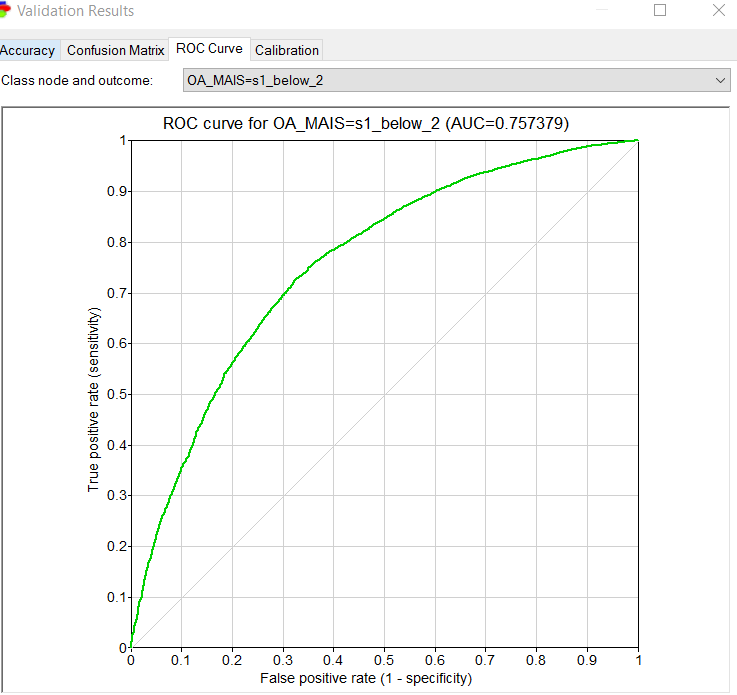 Validation Results
Accuracy Confusion Matrix ROC Curve Calibration
Class node and outcome: OA_MAIS=s1_below_2
ROC curve for OA_MAIS=s1_below_2 (AUC=0.757379)
1
0.9
0.8
0.7
0.6
0.5
0.4
0.3
0.2
0.1
0
True positive rate (sensitivity)
0 0.1 0.2 0.3 0.4 0.5 0.6 0.7 0.8 0.9 1
False positive rate (1 - specificity)